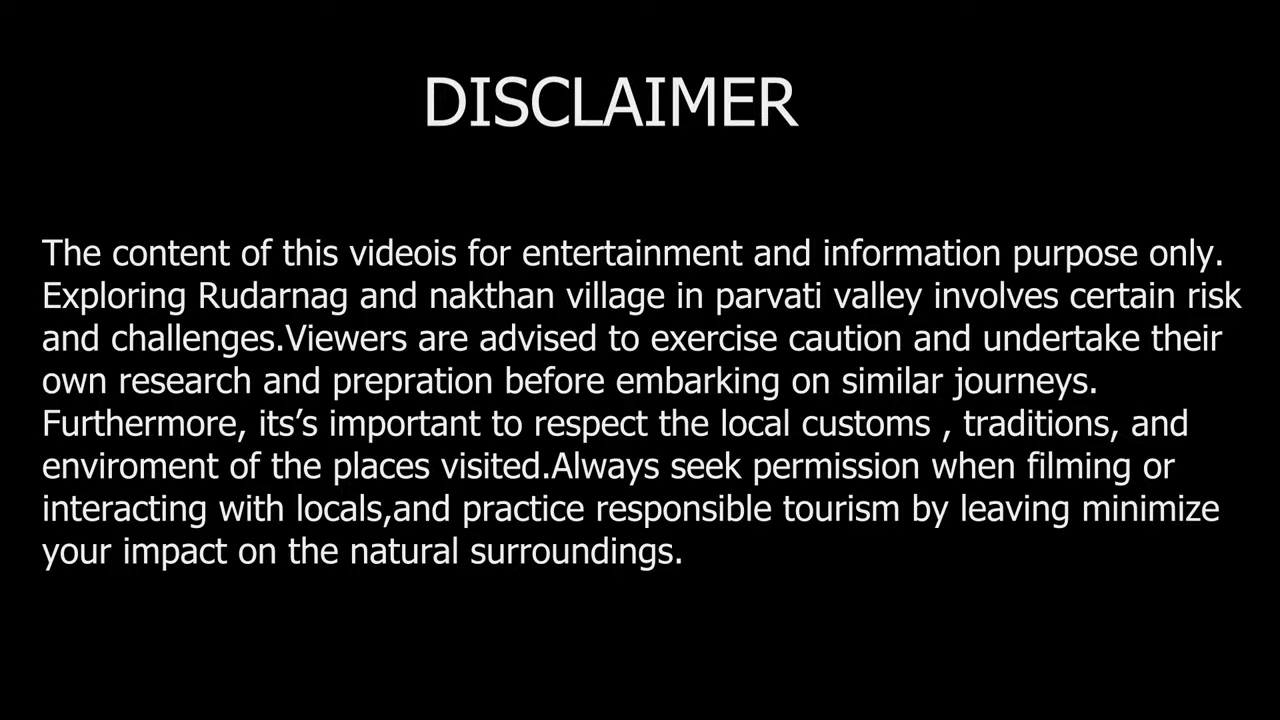 DISCLAIMER
The content of this videois for entertainment and information purpose only.
Exploring Rudarnag and nakthan village in parvati valley involves certain risk
and challenges.Viewers are advised to exercise caution and undertake their
own research and prepration before embarking on similar journeys.
Furthermore, its’s important to respect the local customs , traditions, and
enviroment of the places visited.Always seek permission when filming or
interacting with locals,and practice responsible tourism by leaving minimize
your impact on the natural surroundings.